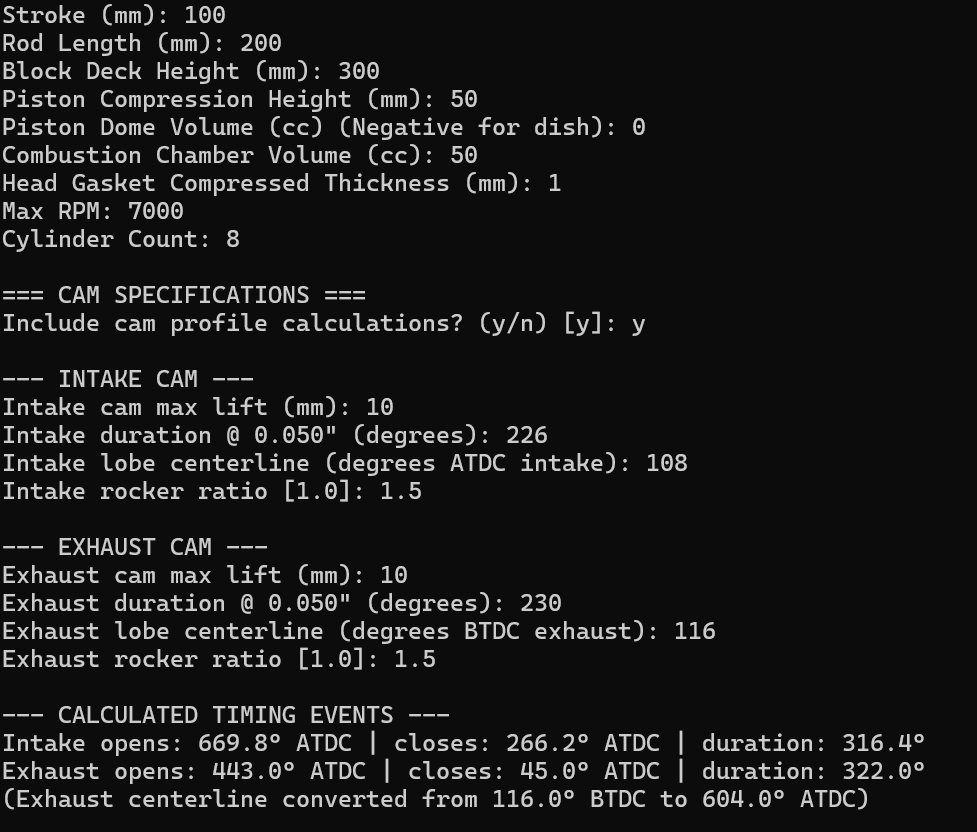 Stroke (mm): 100
Rod Length (mm): 200
Block Deck Height (mm): 300
Piston Compression Height (mm): 50
Piston Dome Volume (cc) (Negative for dish): 0
Combustion Chamber Volume (cc): 50
Head Gasket Compressed Thickness (mm): 1
Max RPM: 7000
Cylinder Count: 8
=== CAM SPECIFICATIONS ===
Include cam profile calculations? (y/n) [y]: y
--- INTAKE CAM ---
Intake cam max lift (mm): 10
Intake duration @ 0.050" (degrees): 226
Intake lobe centerline (degrees ATDC intake): 108
Intake rocker ratio [1.0]: 1.5
--- EXHAUST CAM ---
Exhaust cam max lift (mm): 10
Exhaust duration @ 0.050" (degrees): 230
Exhaust lobe centerline (degrees BTDC exhaust): 116
Exhaust rocker ratio [1.0]: 1.5
--- CALCULATED TIMING EVENTS ---
Intake opens: 669.8° ATDC | closes: 266.2° ATDC | duration: 316.4°
Exhaust opens: 443.0° ATDC | closes: 45.0° ATDC | duration: 322.0°
(Exhaust centerline converted from 116.0° BTDC to 604.0° ATDC)